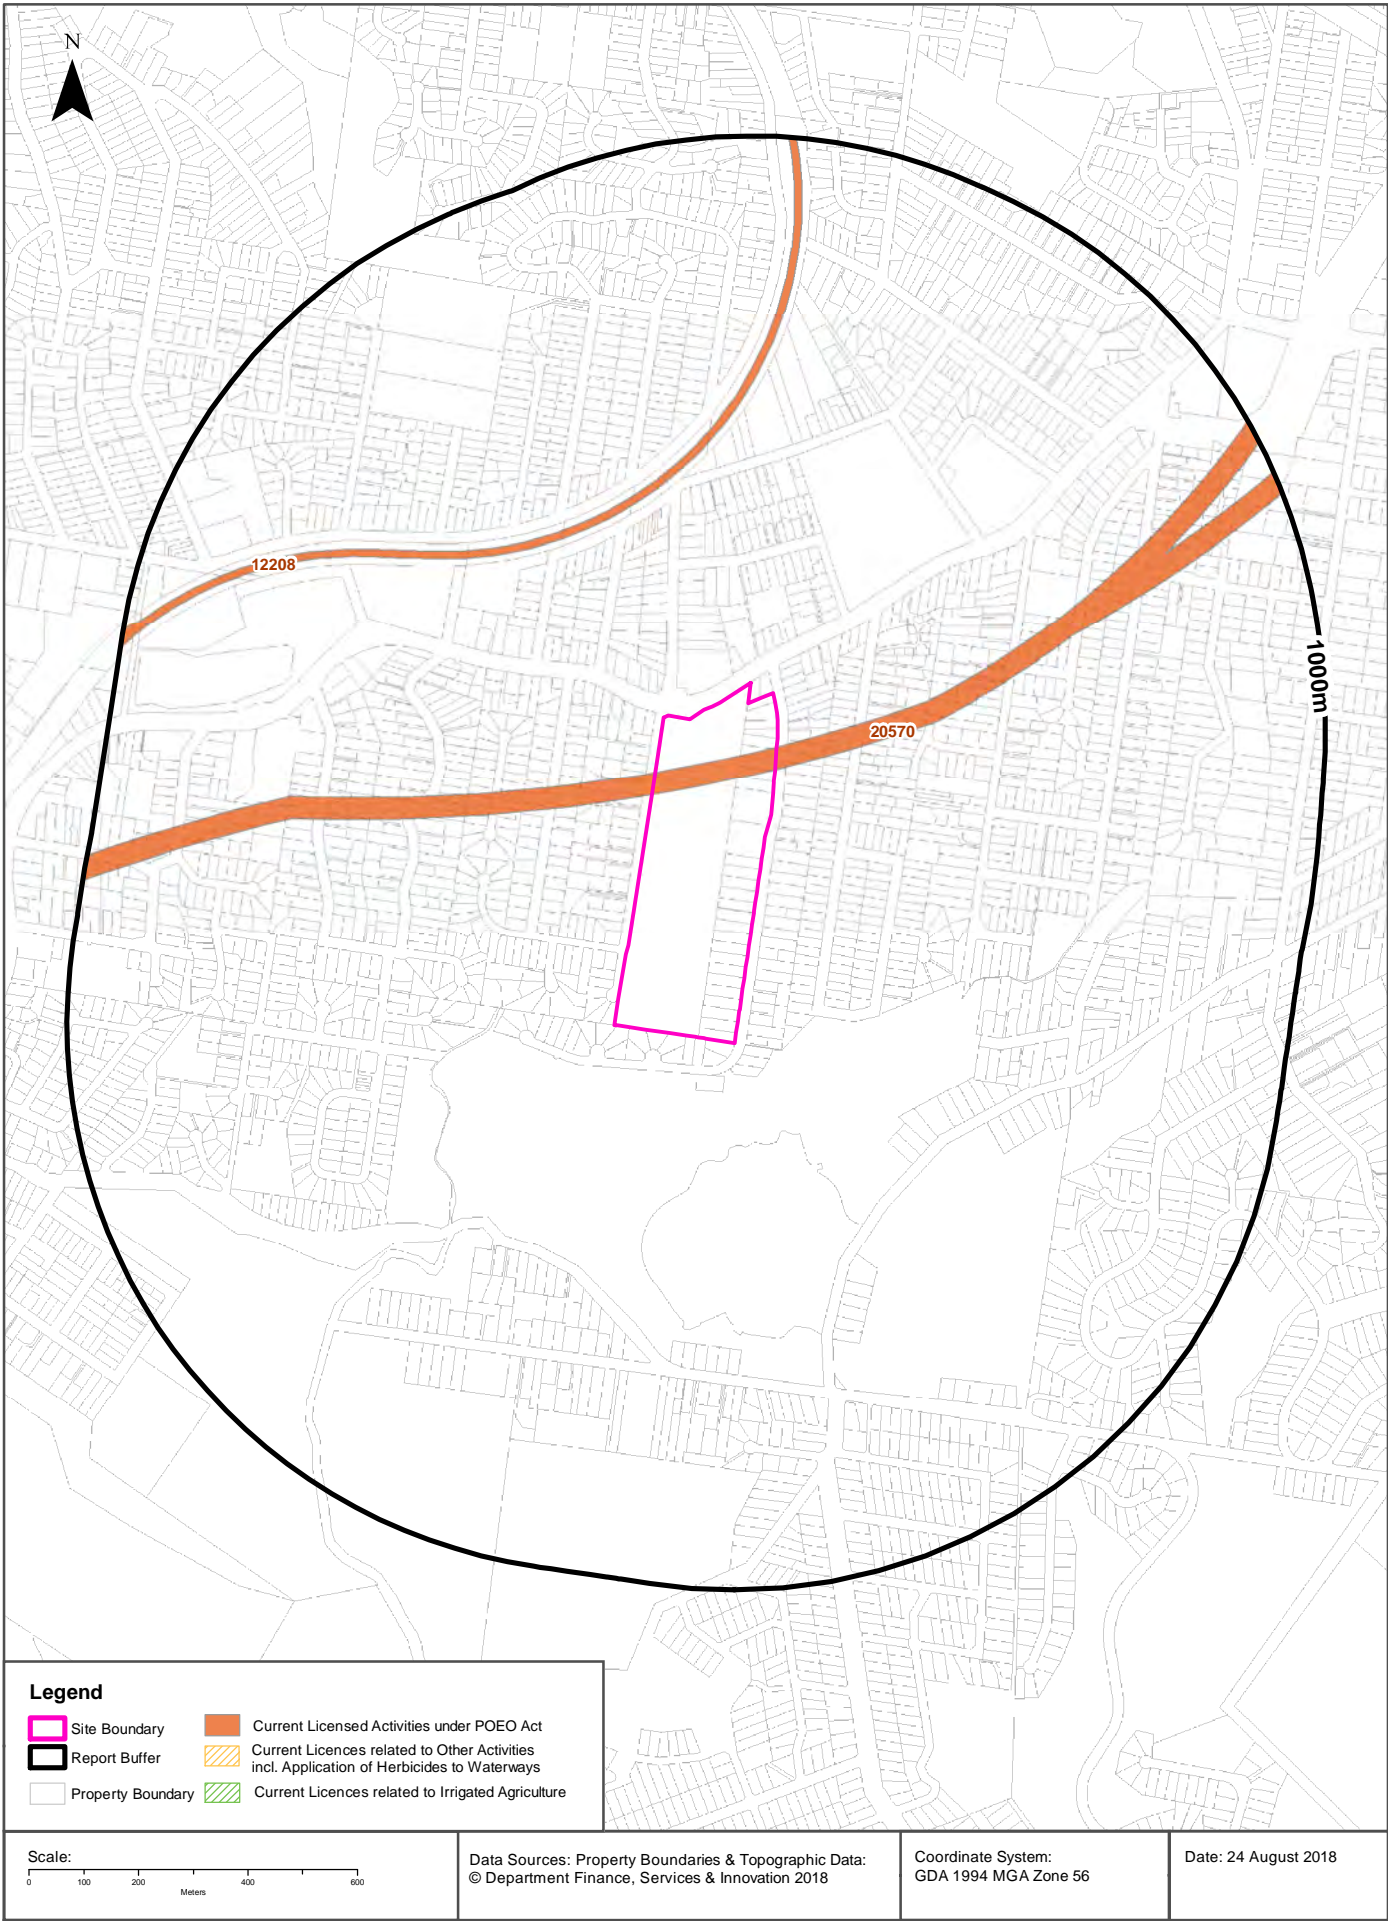 N
12208
1000m
20570
Legend
Site Boundary
Report Buffer
Property Boundary
Current Licensed Activities under POEO Act
Current Licences related to Other Activities
incl. Application of Herbicides to Waterways
Current Licences related to Irrigated Agriculture
Scale:
0 100 200 400 600
Meters
Data Sources: Property Boundaries & Topographic Data:
© Department Finance, Services & Innovation 2018
Coordinate System:
GDA 1994 MGA Zone 56
Date: 24 August 2018